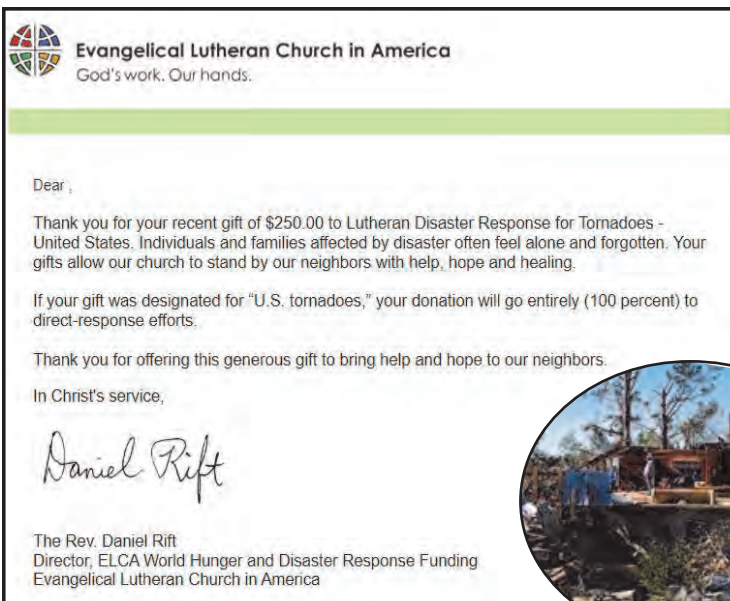 Evangelical Lutheran Church in America
God's work. Our hands.
Dear ,
Thank you for your recent gift of $250.00 to Lutheran Disaster Response for Tornadoes -
United States. Individuals and families affected by disaster often feel alone and forgotten. Your
gifts allow our church to stand by our neighbors with help, hope and healing.
If your gift was designated for “U.S. tornadoes,” your donation will go entirely (100 percent) to
direct-response efforts.
Thank you for offering this generous gift to bring help and hope to our neighbors.
In Christ's service,
Daniel Rift
The Rev. Daniel Rift
Director, ELCA World Hunger and Disaster Response Funding
Evangelical Lutheran Church in America